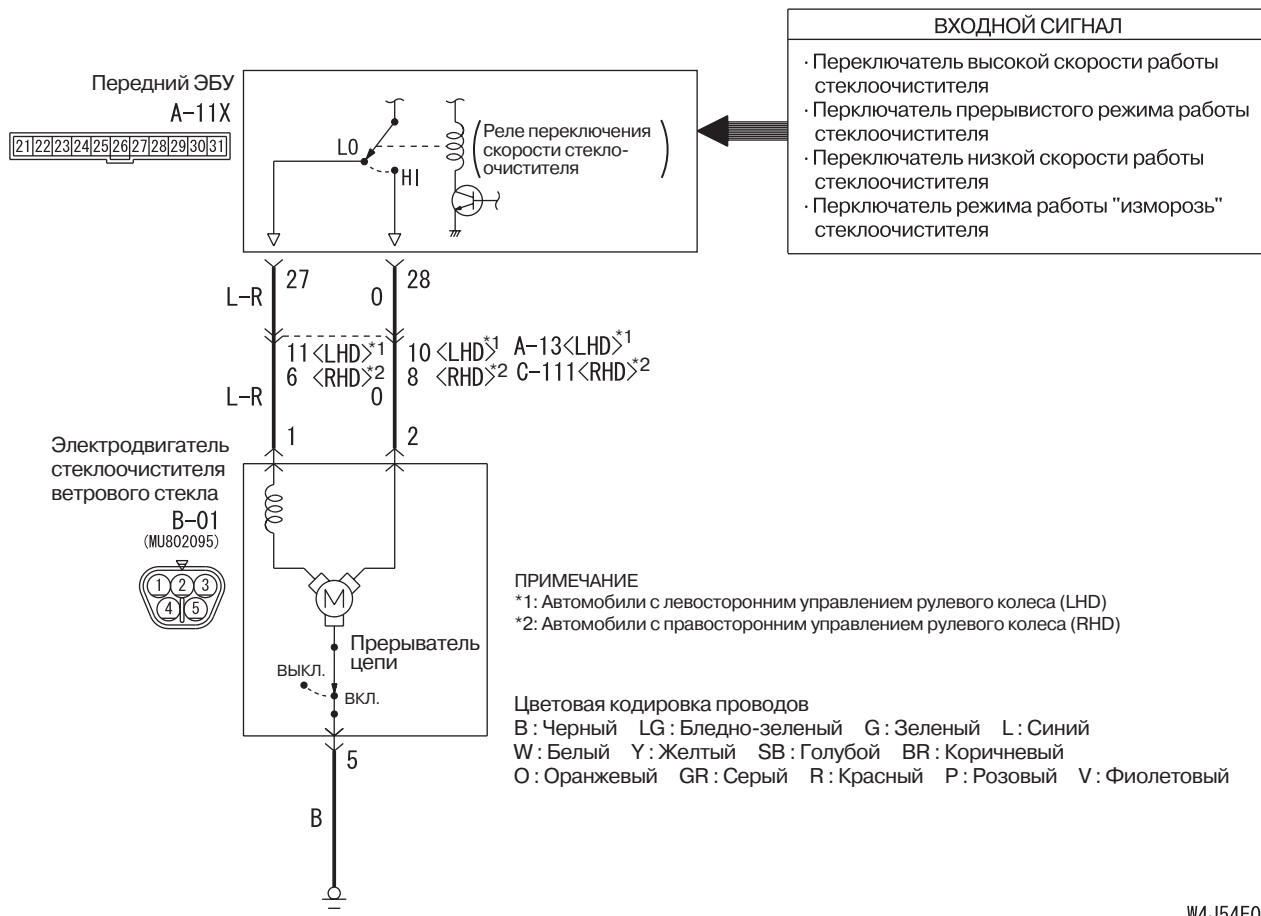 ВХОДНОЙ СИГНАЛ
· Переключатель высокой скорости работы
стеклоочистителя
· Перключатель прерывистого режима работы
стеклоочистителя
· Переключатель низкой скорости работы
стеклоочистителя
· Перключатель режима работы "изморозь"
стеклоочистителя
Передний ЭБУ
A-11X
21 22 23 24 25 26 27 28 29 30 31
LO
HI
Реле переключения
скорости стекло-
очистителя
27
28
L-R
O
11 <LHD>*1
10 <LHD>*1 A-13<LHD>*1
6 <RHD>*2
8 <RHD>*2 C-111<RHD>*2
L-R
O
1
2
Электродвигатель
стеклоочистителя
ветрового стекла
B-01
(MU802095)
1 2 3
4 5
M
Прерыватель
цепи
ВЫКЛ.
ВКЛ.
5
B
ПРИМЕЧАНИЕ
*1: Автомобили с левосторонним управлением рулевого колеса (LHD)
*2: Автомобили с правосторонним управлением рулевого колеса (RHD)
Цветовая кодировка проводов
B : Черный LG : Бледно-зеленый G : Зеленый L : Синий
W : Белый Y : Желтый SB : Голубой BR : Коричневый
O : Оранжевый GR : Серый R : Красный P : Розовый V : Фиолетовый